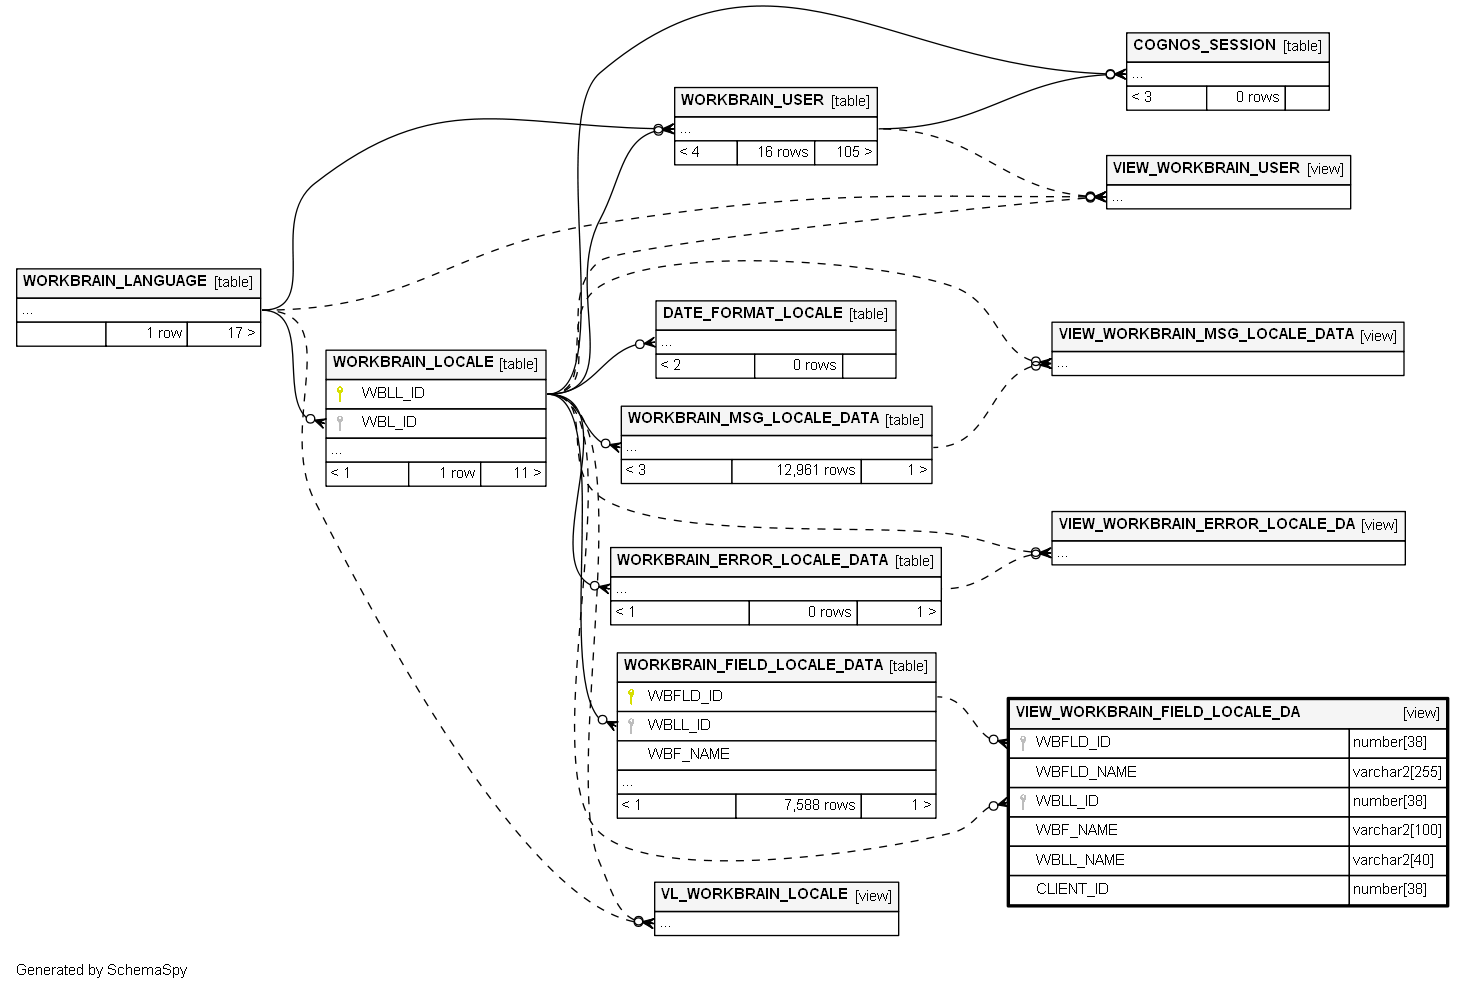 COGNOS_SESSION [table]
...
< 3 0 rows
WORKBRAIN_USER [table]
...
< 4 16 rows 105 >
VIEW_WORKBRAIN_USER [view]
...
WORKBRAIN_LANGUAGE [table]
...
1 row 17 >
DATE_FORMAT_LOCALE [table]
...
< 2 0 rows
VIEW_WORKBRAIN_MSG_LOCALE_DATA [view]
...
WORKBRAIN_LOCALE [table]
WBLL_ID
WBL_ID
...
< 1 1 row 11 >
WORKBRAIN_MSG_LOCALE_DATA [table]
...
< 3 12,961 rows 1 >
VIEW_WORKBRAIN_ERROR_LOCALE_DA [view]
...
WORKBRAIN_ERROR_LOCALE_DATA [table]
...
< 1 0 rows 1 >
WORKBRAIN_FIELD_LOCALE_DATA [table]
WBFLD_ID
WBLL_ID
WBF_NAME
...
< 1 7,588 rows 1 >
VIEW_WORKBRAIN_FIELD_LOCALE_DA [view]
WBFLD_ID number[38]
WBFLD_NAME varchar2[255]
WBLL_ID number[38]
WBF_NAME varchar2[100]
WBLL_NAME varchar2[40]
CLIENT_ID number[38]
VL_WORKBRAIN_LOCALE [view]
...
Generated by SchemaSpy